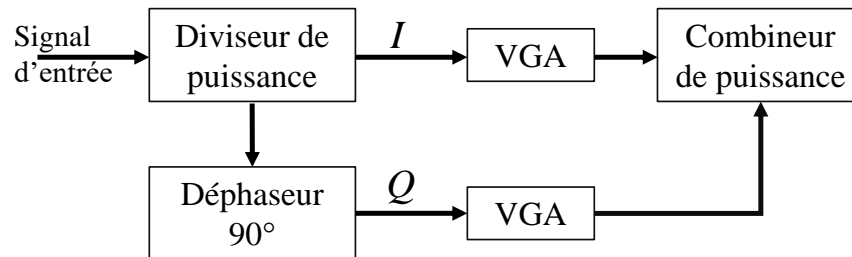 Signal
d'entrée
Diviseur de
puissance
I
VGA
Combineur
de puissance
Déphaseur
90°
Q
VGA